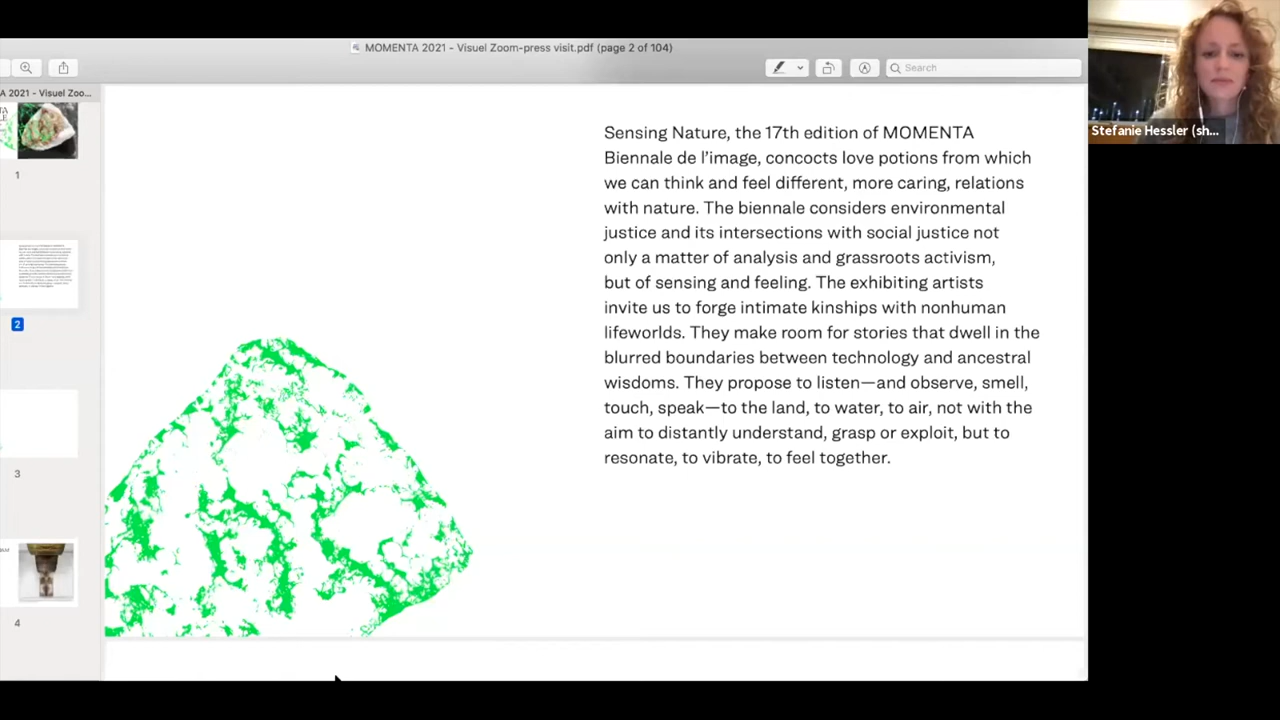 MOMENTA 2021 - Visuel Zoom-press visit.pdf (page 2 of 104)
Search
A 2021 - Visuel Zoo...
1
2
3
4
Sensing Nature, the 17th edition of MOMENTA
Biennale de l’image, concocts love potions from which
we can think and feel different, more caring, relations
with nature. The biennale considers environmental
justice and its intersections with social justice not
only a matter of analysis and grassroots activism,
but of sensing and feeling. The exhibiting artists
invite us to forge intimate kinships with nonhuman
lifeworlds. They make room for stories that dwell in the
blurred boundaries between technology and ancestral
wisdoms. They propose to listen—and observe, smell,
touch, speak—to the land, to water, to air, not with the
aim to distantly understand, grasp or exploit, but to
resonate, to vibrate, to feel together.
Stefanie Hessler (sh...